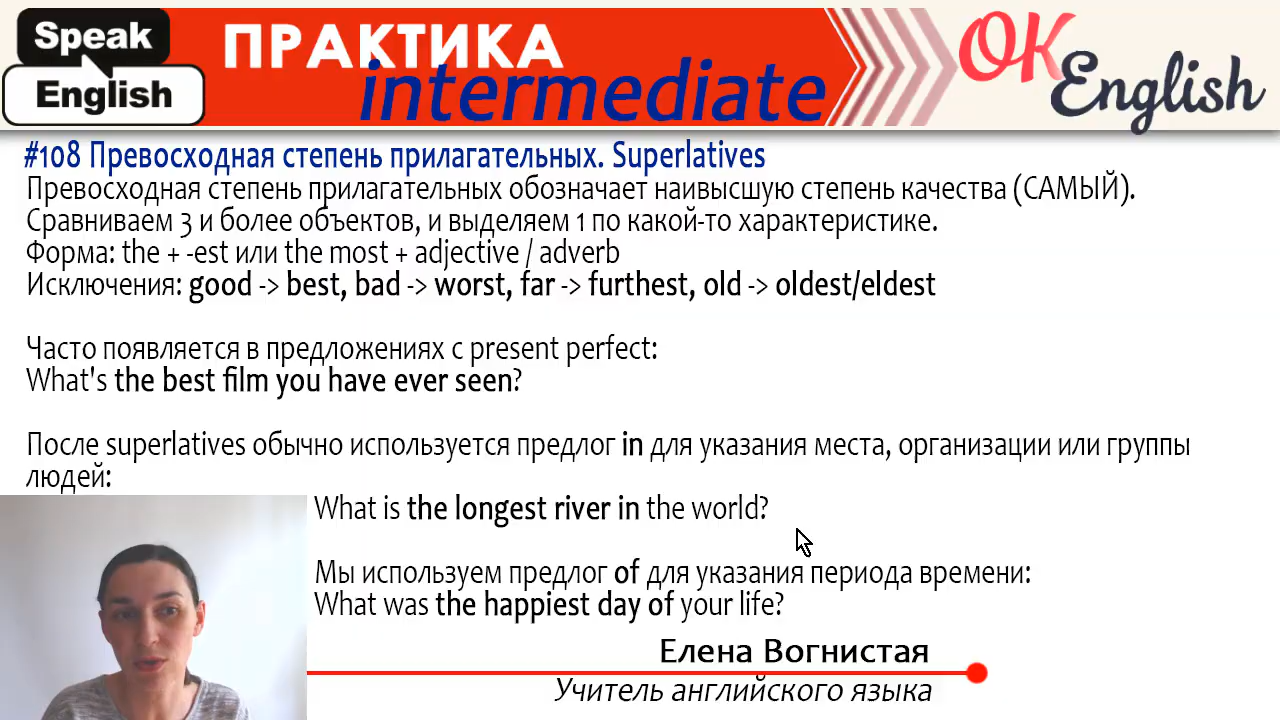 Speak
English
ПРАКТИКА
intermediate
OK
English
#108 Превосходная степень прилагательных. Superlatives
Превосходная степень прилагательных обозначает наивысшую степень качества (САМЫЙ).
Сравниваем 3 и более объектов, и выделяем 1 по какой-то характеристике.
Форма: the + -est или the most + adjective / adverb
Исключения: good -> best, bad -> worst, far -> furthest, old -> oldest/eldest
Часто появляется в предложениях с present perfect:
What's the best film you have ever seen?
После superlatives обычно используется предлог in для указания места, организации или группы
людей:
What is the longest river in the world?
Мы используем предлог of для указания периода времени:
What was the happiest day of your life?
Елена Вогнистая
Учитель английского языка